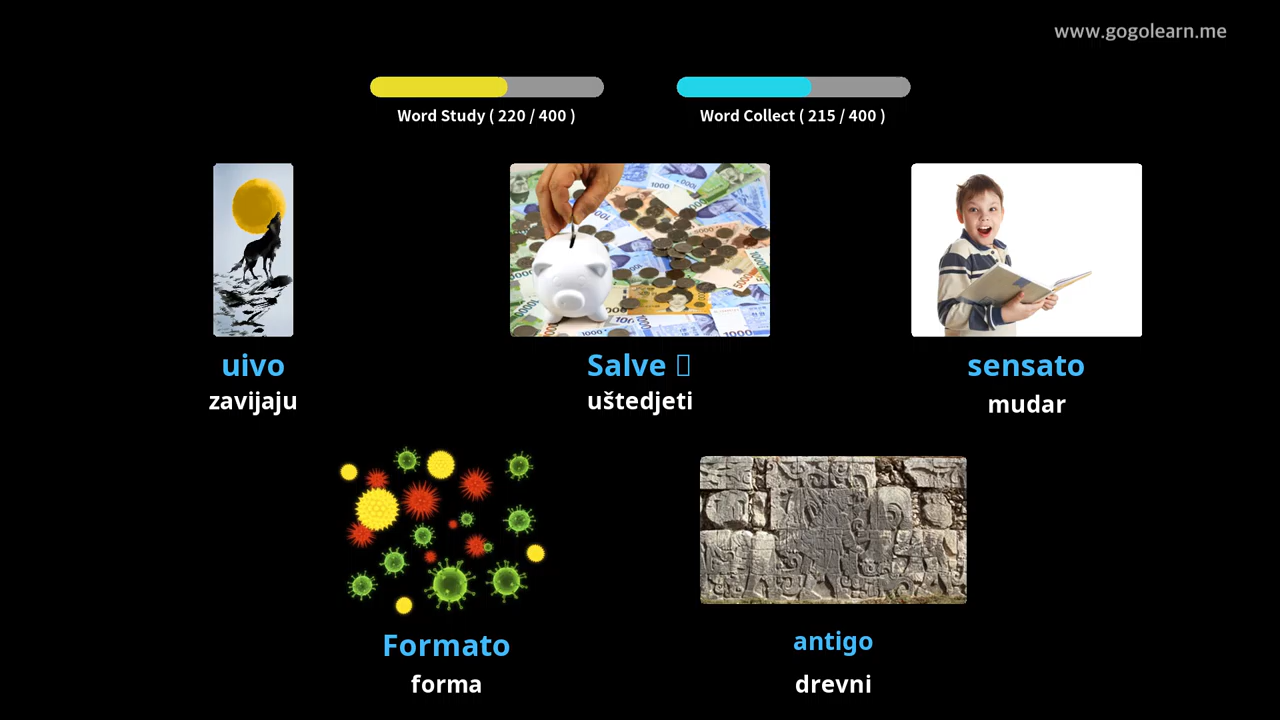 www.gogolearn.me
Word Study ( 220 / 400 )
Word Collect ( 215 / 400 )
uivo
zavijaju
Salve
uštedjeti
sensato
mudar
Formato
forma
antigo
drevni